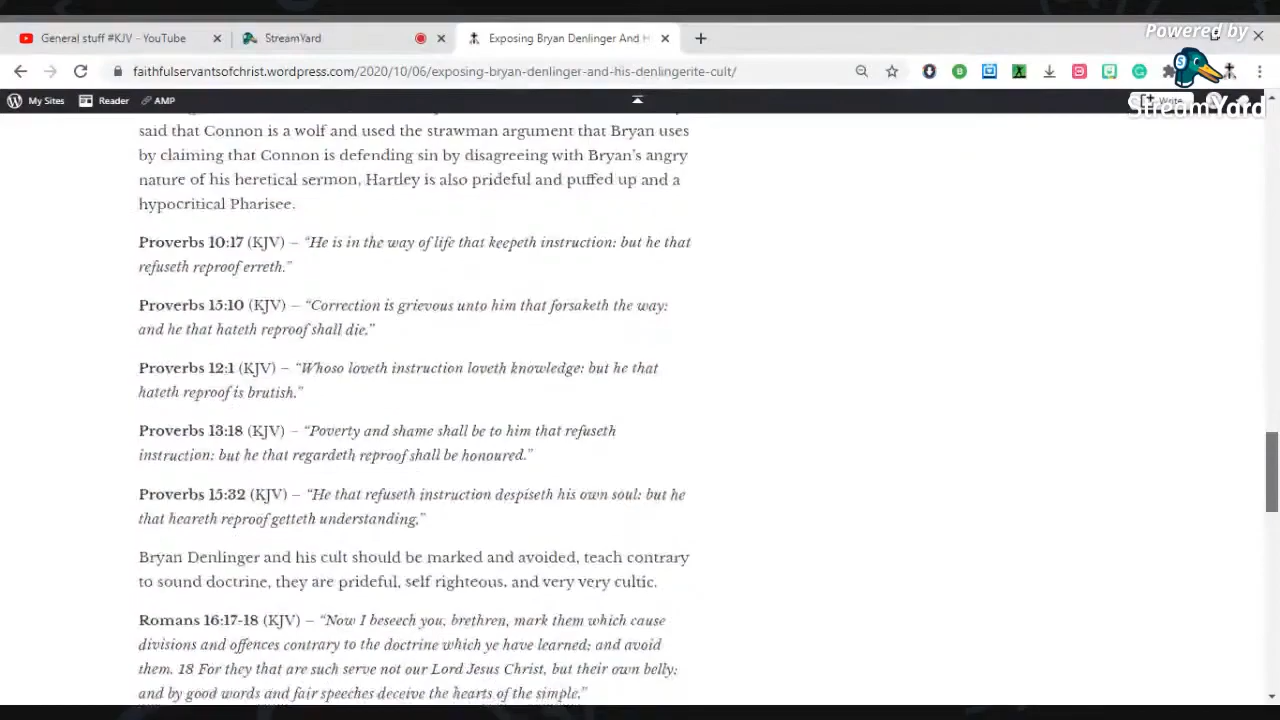 Powered by
General stuff #KJV - YouTube
StreamYard
Exposing Bryan Denlinger And H
faithfulservantsofchrist.wordpress.com/2020/10/06/exposing-bryan-denlinger-and-his-denlingerite-cult/
My Sites
Reader
AMP
Write
StreamYard
said that Connon is a wolf and used the strawman argument that Bryan uses
by claiming that Connon is defending sin by disagreeing with Bryan's angry
nature of his heretical sermon, Hartley is also prideful and puffed up and a
hypocritical Pharisee.
Proverbs 10:17 (KJV) – “He is in the way of life that keepeth instruction: but he that
refuseth reproof erreth.”
Proverbs 15:10 (KJV) – “Correction is grievous unto him that forsaketh the way:
and he that hateth reproof shall die.”
Proverbs 12:1 (KJV) – “Whoso loveth instruction loveth knowledge: but he that
hateth reproof is brutish.”
Proverbs 13:18 (KJV) – “Poverty and shame shall be to him that refuseth
instruction: but he that regardeth reproof shall be honoured.”
Proverbs 15:32 (KJV) – “He that refuseth instruction despiseth his own soul: but he
that heareth reproof getteth understanding.”
Bryan Denlinger and his cult should be marked and avoided, teach contrary
to sound doctrine, they are prideful, self righteous, and very very cultic.
Romans 16:17-18 (KJV) – “Now I beseech you, brethren, mark them which cause
divisions and offences contrary to the doctrine which ye have learned; and avoid
them. 18 For they that are such serve not our Lord Jesus Christ, but their own belly;
and by good words and fair speeches deceive the hearts of the simple.”